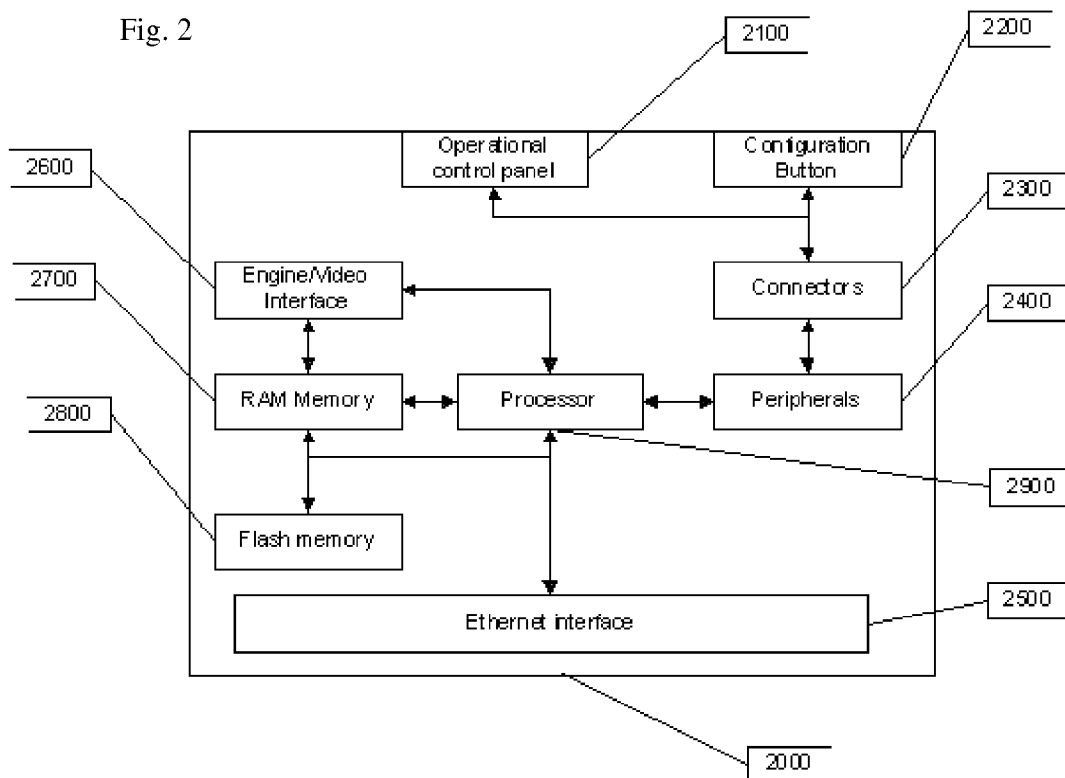 Fig. 2
2100
2200
Operational
control panel
Configuration
Button
2600
2300
Engine/Video
Interface
Connectors
2700
2400
RAM Memory
Processor
Peripherals
2800
2900
Flash memory
2500
Ethernet interface
2000